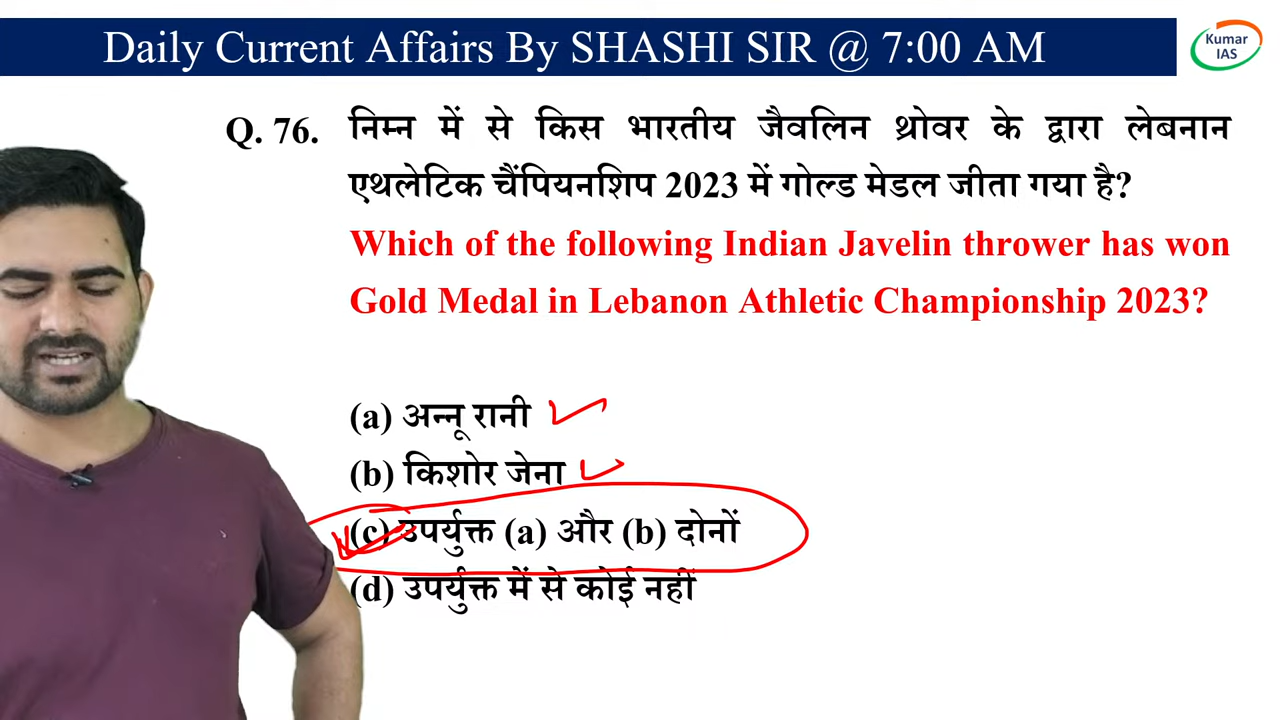 Daily Current Affairs By SHASHI SIR @ 7:00 AM
Kumar
IAS
Q. 76. निम्न में से किस भारतीय जैवलिन थ्रोवर के द्वारा लेबनान
एथलेटिक चैंपियनशिप 2023 में गोल्ड मेडल जीता गया है?
Which of the following Indian Javelin thrower has won
Gold Medal in Lebanon Athletic Championship 2023?
(a) अन्नू रानी
(b) किशोर जेना
(c) उपर्युक्त (a) और (b) दोनों
(d) उपर्युक्त में से कोई नहीं